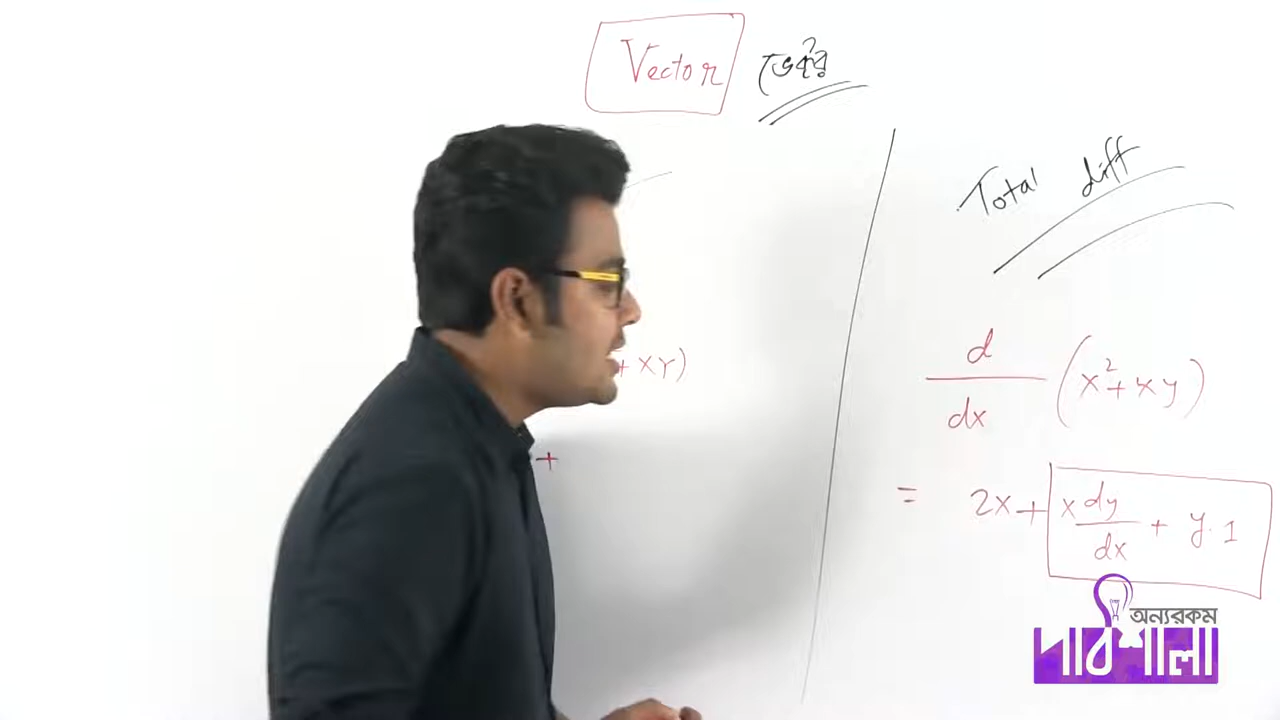 Vector ভেক্টর
+ xy)
+
Total diff
d/dx (x² + xy)
= 2x + x dy/dx + y.1
অন্যরকম
পাঠশালা